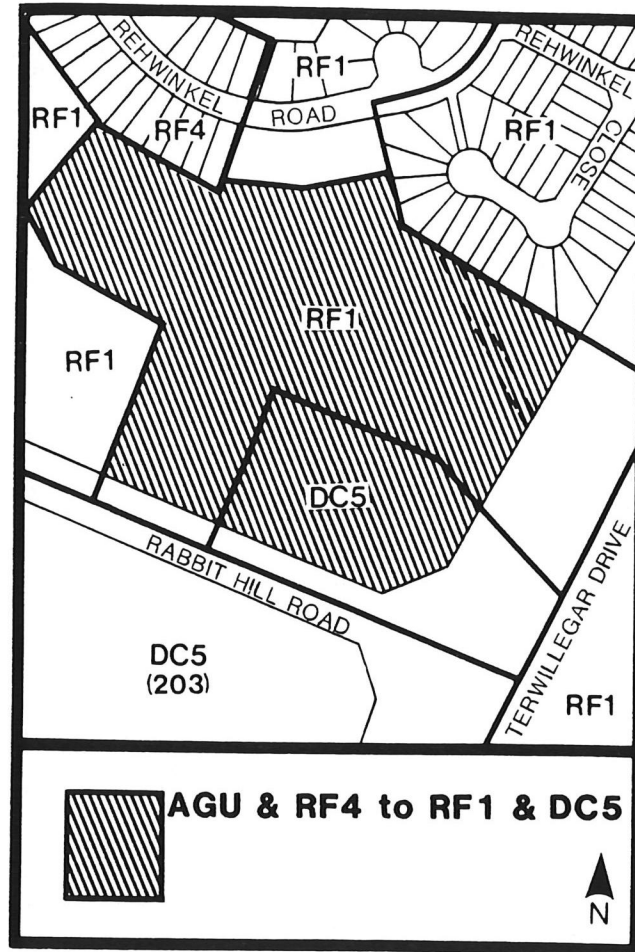 REHWINKEL
ROAD
RF1
REHWINKEL
CLOSE
RF1
RF4
RF1
RF1
RF1
DC5
RABBIT HILL ROAD
DC5
(203)
TERWILLEGAR DRIVE
RF1
AGU & RF4 to RF1 & DC5
N